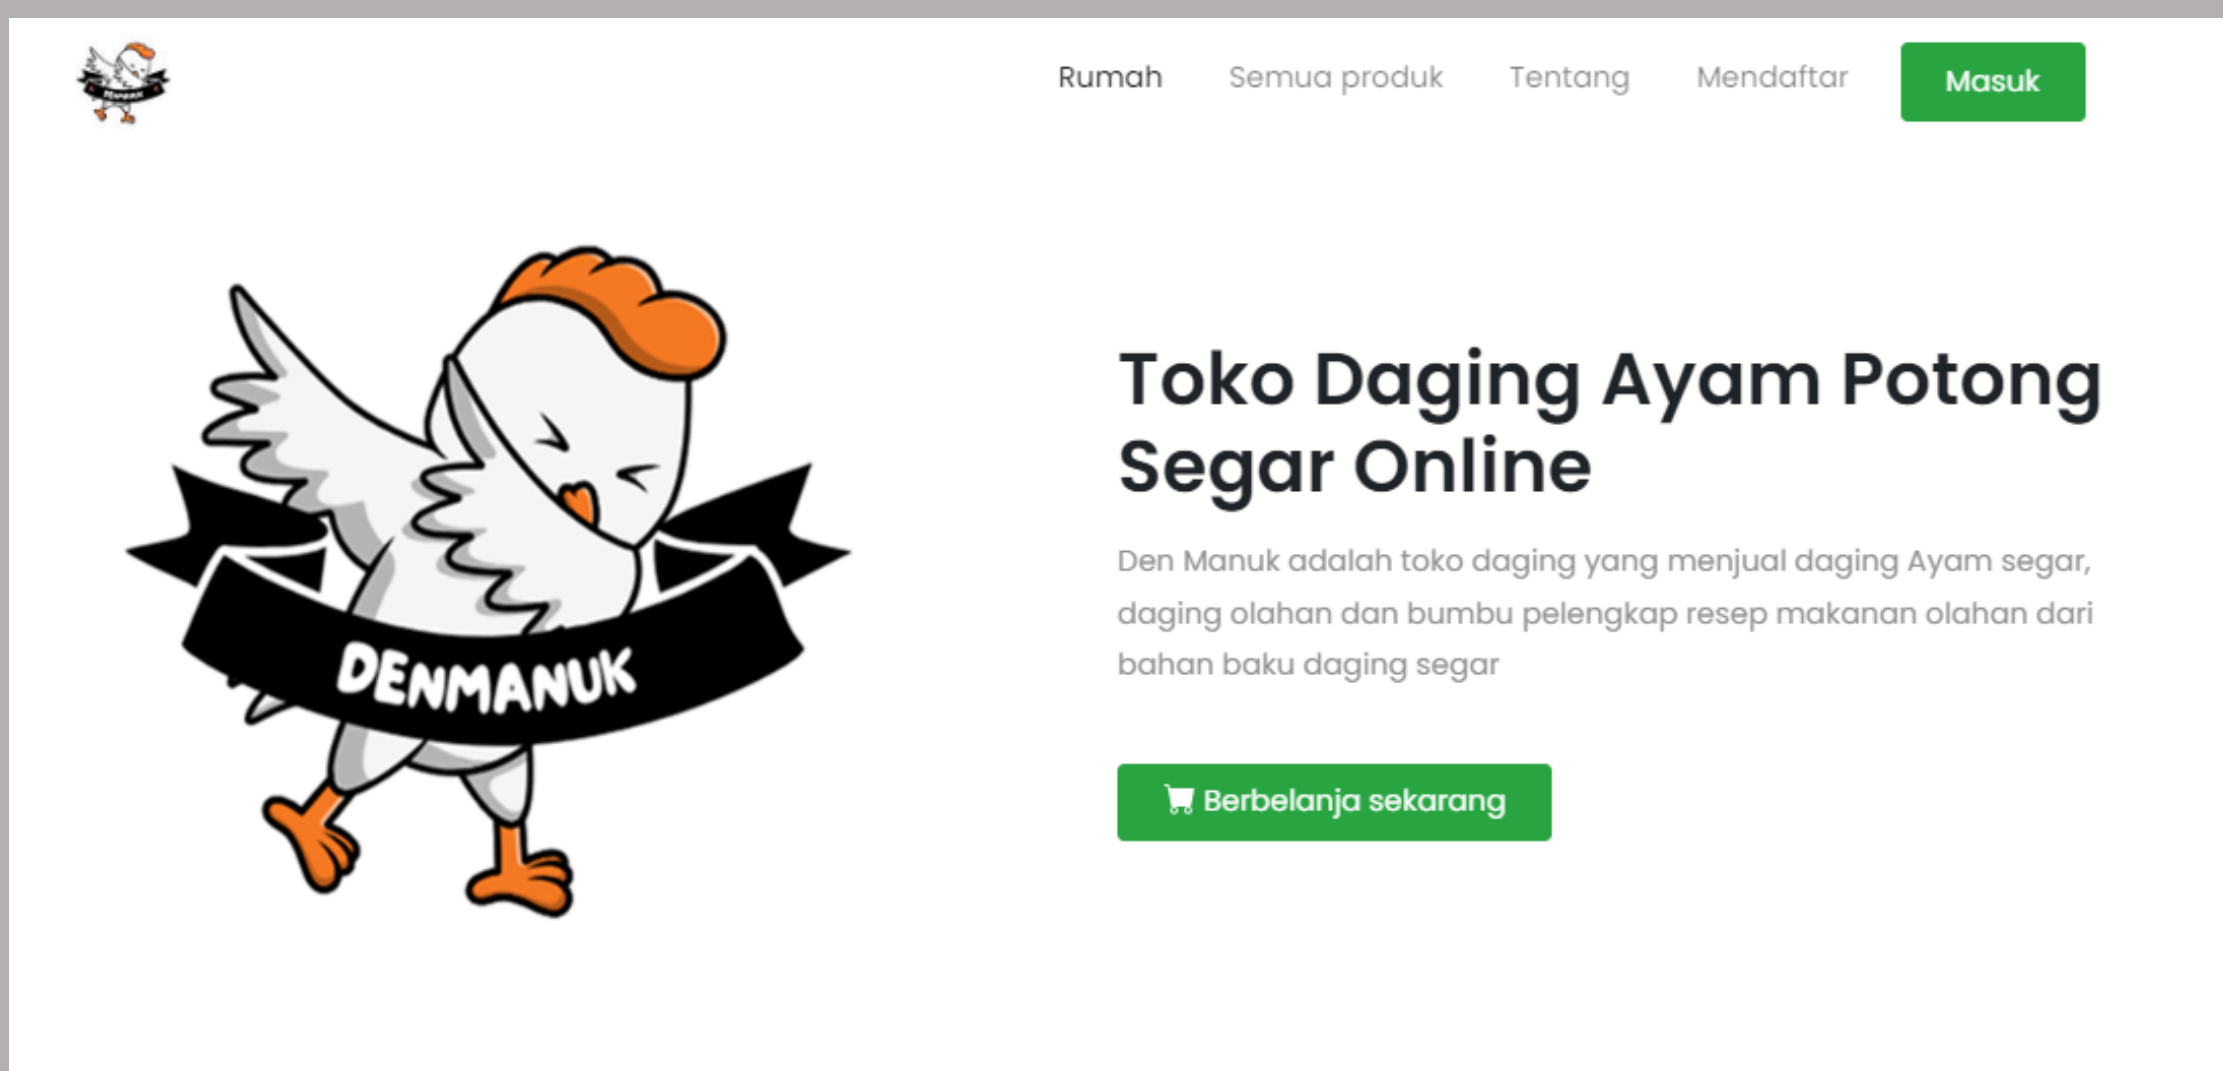 DENMANUK
Rumah Semua produk Tentang Mendaftar Masuk
DENMANUK
Toko Daging Ayam Potong
Segar Online
Den Manuk adalah toko daging yang menjual daging Ayam segar,
daging olahan dan bumbu pelengkap resep makanan olahan dari
bahan baku daging segar
Berbelanja sekarang